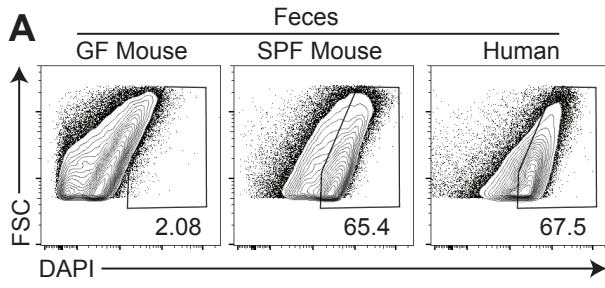 A
Feces
GF Mouse SPF Mouse Human
FSC
2.08 65.4 67.5
DAPI